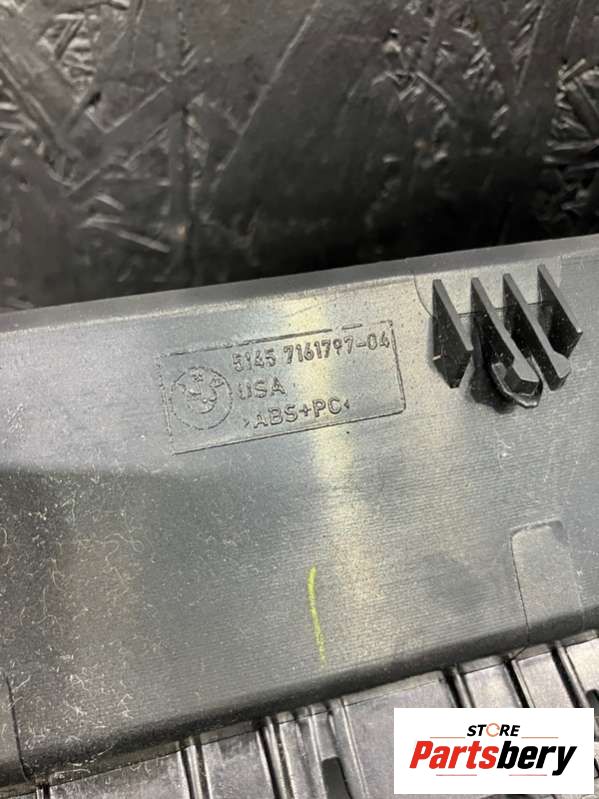 5145 7161797-04
USA
>ABS+PC<
STORE
Partsbery